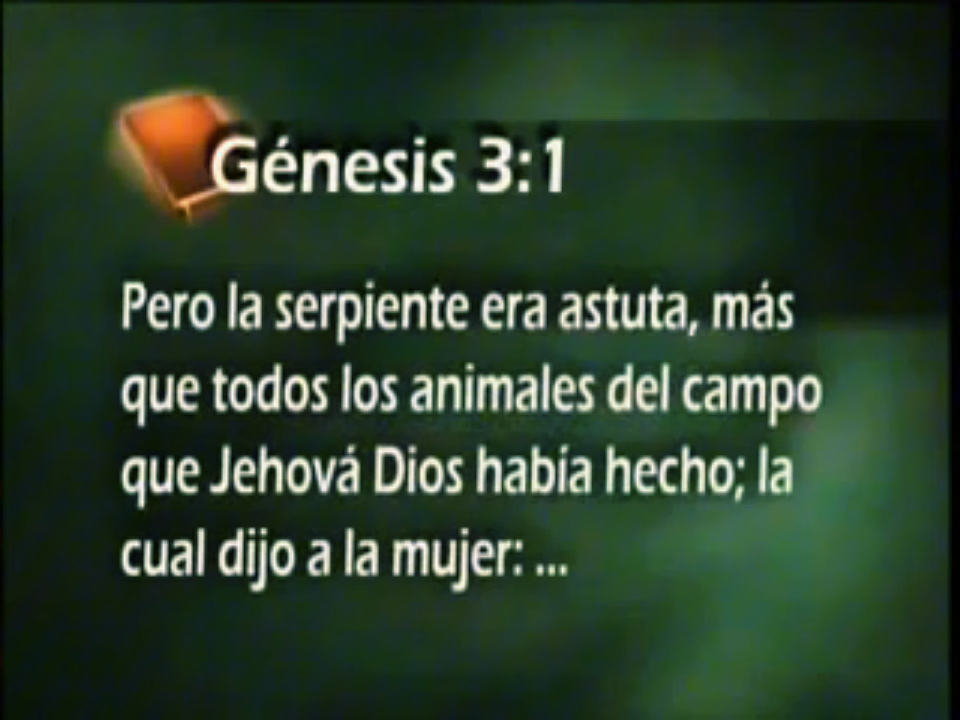 Génesis 3:1
Pero la serpiente era astuta, más
que todos los animales del campo
que Jehová Dios había hecho; la
cual dijo a la mujer: ...